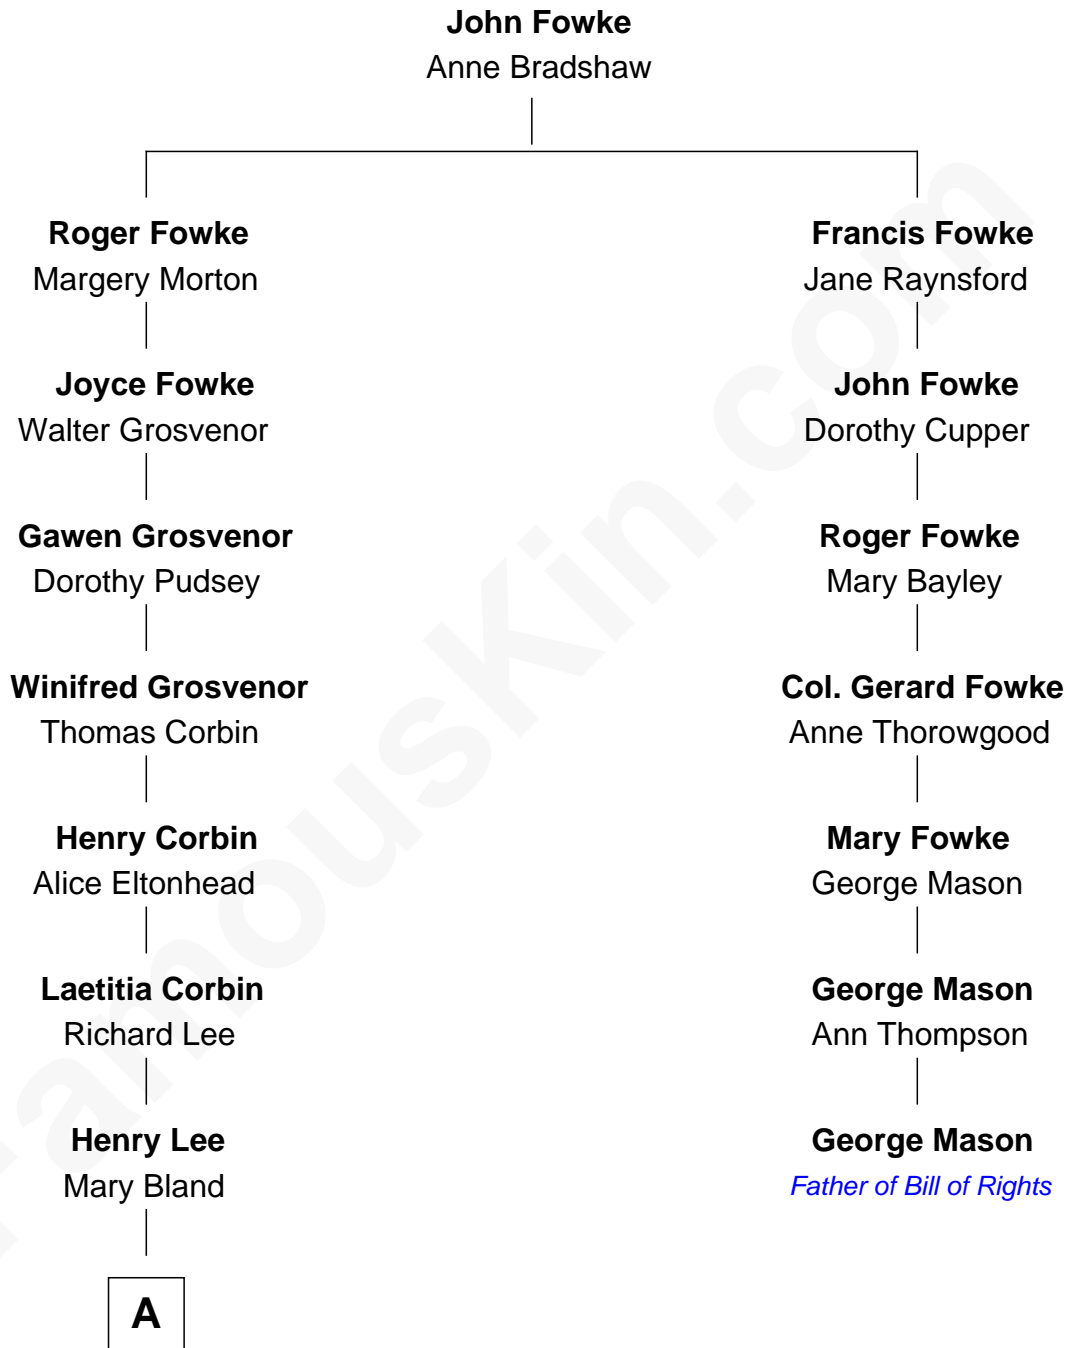 John Fowke
Anne Bradshaw
Roger Fowke
Margery Morton
Francis Fowke
Jane Raynsford
Joyce Fowke
Walter Grosvenor
John Fowke
Dorothy Cupper
Gawen Grosvenor
Dorothy Pudsey
Roger Fowke
Mary Bayley
Winifred Grosvenor
Thomas Corbin
Col. Gerard Fowke
Anne Thorowgood
Henry Corbin
Alice Eltonhead
Mary Fowke
George Mason
Laetitia Corbin
Richard Lee
George Mason
Ann Thompson
Henry Lee
Mary Bland
George Mason
Father of Bill of Rights
A
FamousKin.com